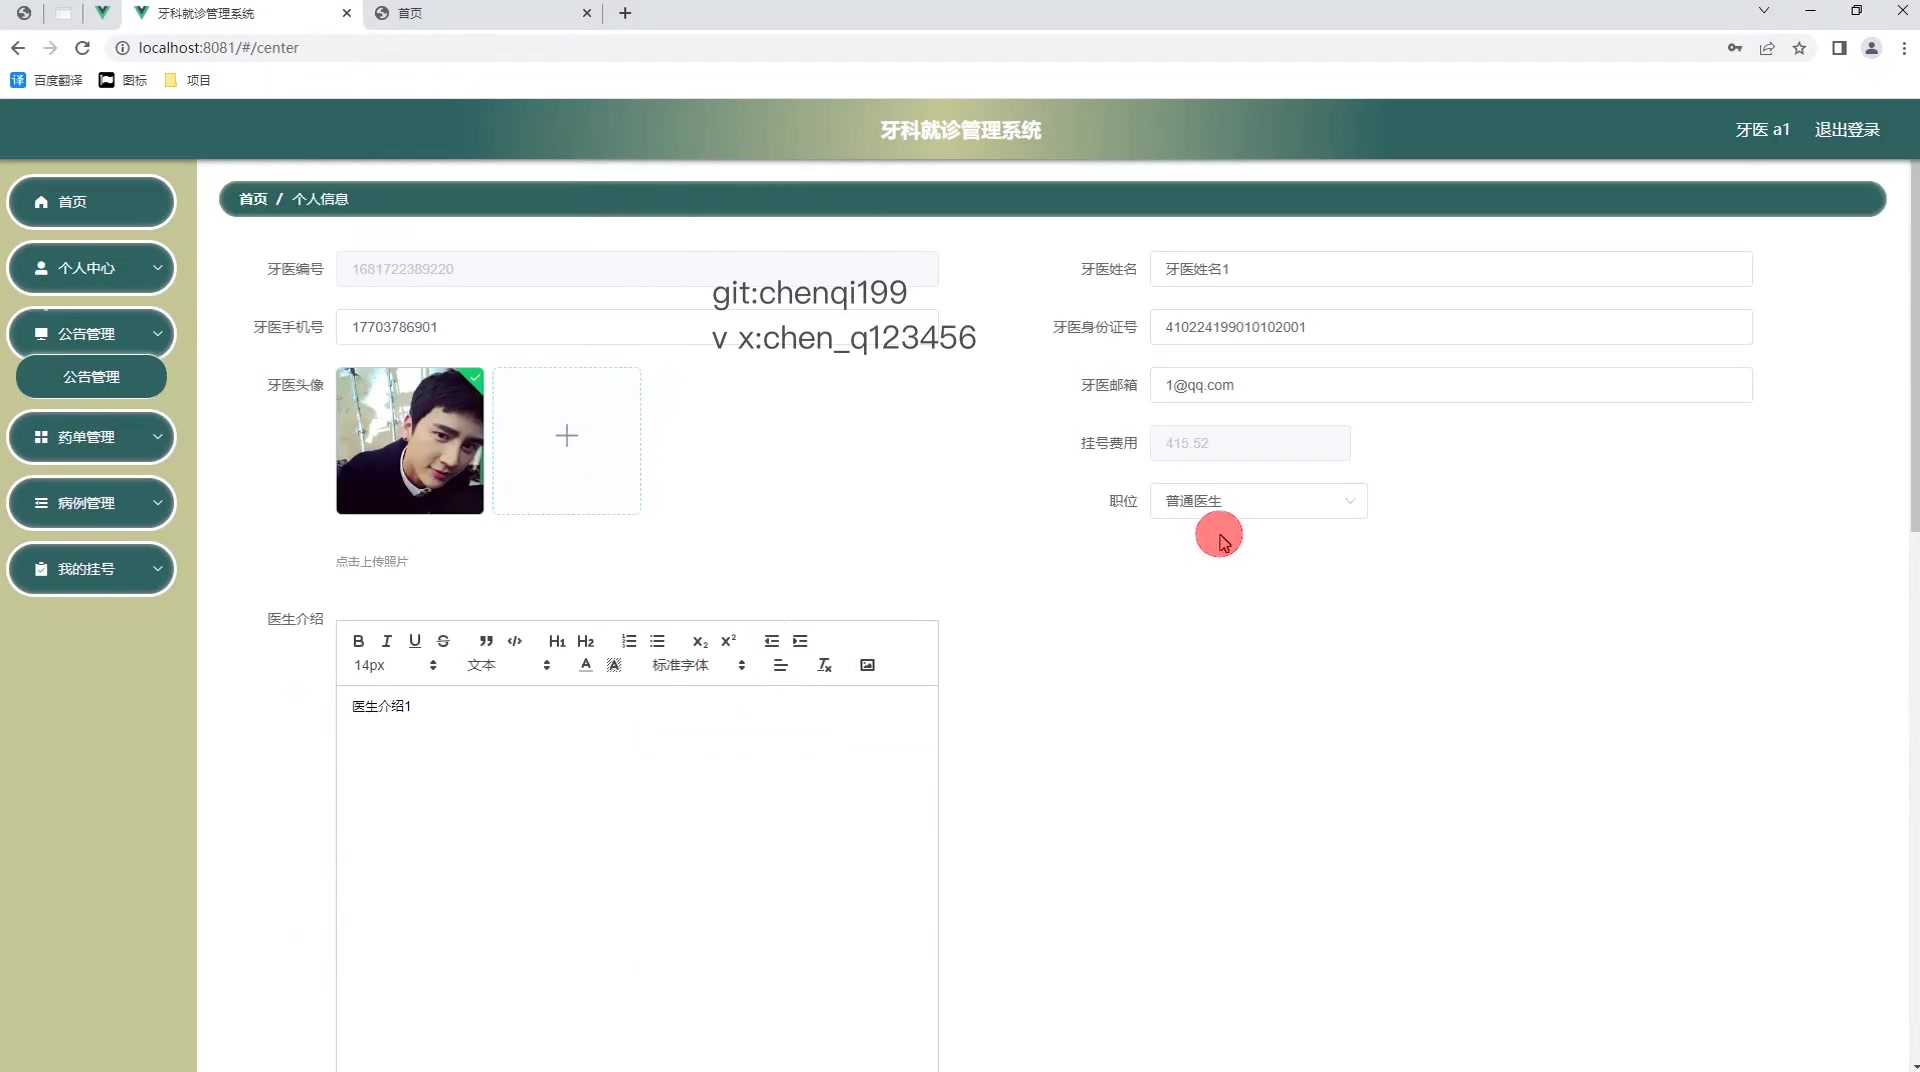 牙科就诊管理系统
首页
localhost:8081/#/center
百度翻译
图标
项目
牙科就诊管理系统
牙医 a1
退出登录
首页
个人中心
公告管理
公告管理
药单管理
病例管理
我的挂号
首页 / 个人信息
牙医编号 1681722389220
牙医姓名 牙医姓名1
git:chenqi199
牙医手机号 17703786901
v x:chen_q123456
牙医身份证号 410224199010102001
牙医头像
牙医邮箱 1@qq.com
挂号费用 415.52
职位 普通医生
点击上传照片
医生介绍
14px 文本 标准字体
医生介绍1